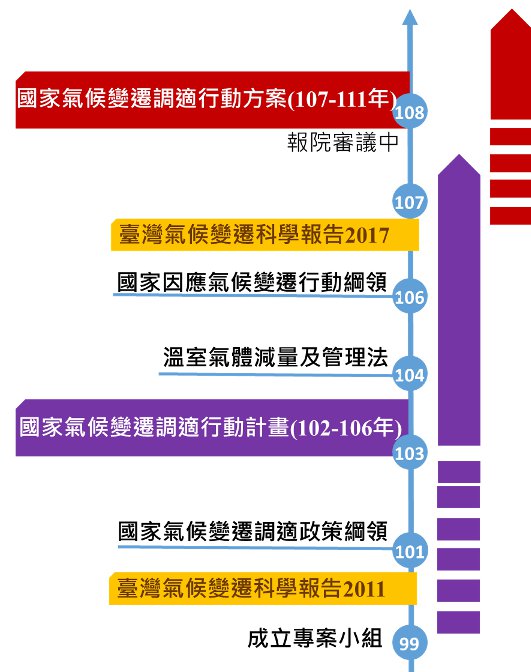 國家氣候變遷調適行動方案(107-111年)
108
報院審議中
107
臺灣氣候變遷科學報告2017
國家因應氣候變遷行動綱領
106
溫室氣體減量及管理法
104
國家氣候變遷調適行動計畫(102-106年)
103
國家氣候變遷調適政策綱領
101
臺灣氣候變遷科學報告2011
成立專案小組
99